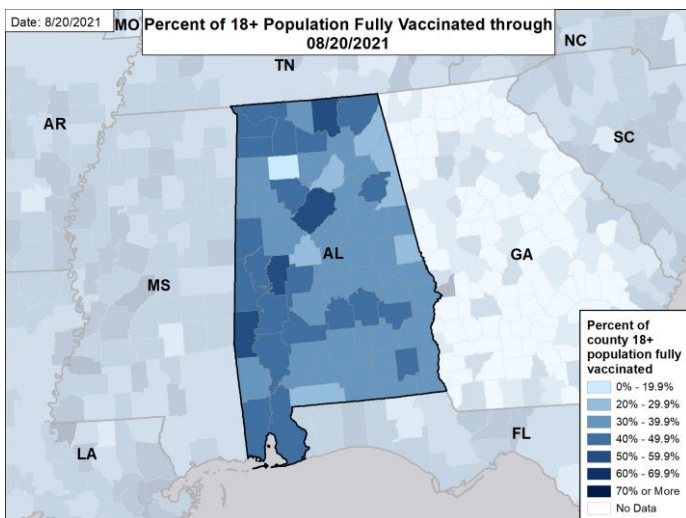 Date: 8/20/2021
MO
Percent of 18+ Population Fully Vaccinated through
08/20/2021
NC
TN
AR
SC
AL
GA
MS
LA
FL
Percent of
county 18+
population fully
vaccinated
0% - 19.9%
20% - 29.9%
30% - 39.9%
40% - 49.9%
50% - 59.9%
60% - 69.9%
70% or More
No Data